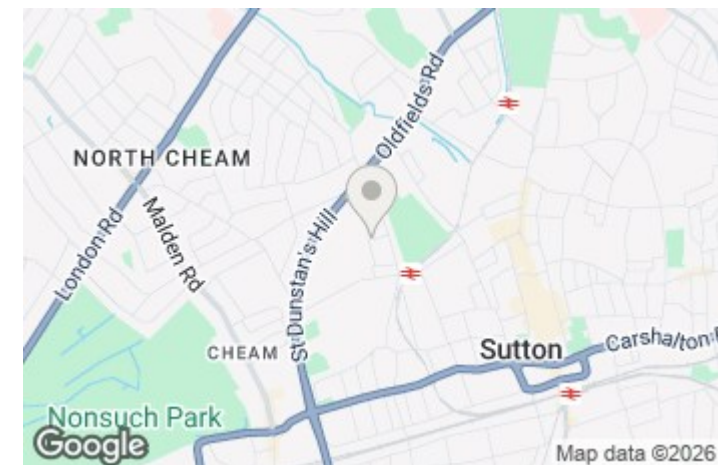 Oldfields Rd
NORTH CHEAM
London Rd
Malden Rd
St Dunstan's Hill
CHEAM
Sutton
Carshalton
Nonsuch Park
Google
Map data ©2026